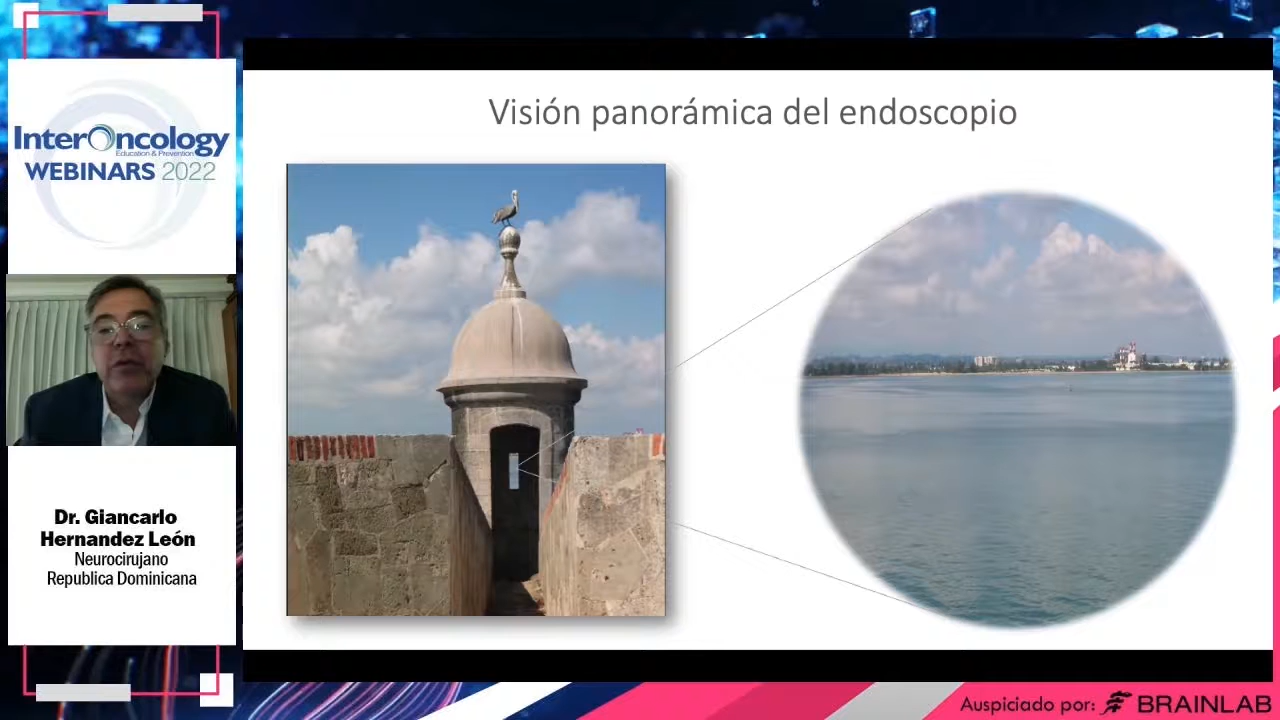 InterOncology
Education & Prevention
WEBINARS 2022
Dr. Giancarlo
Hernandez León
Neurocirujano
Republica Dominicana
Visión panorámica del endoscopio
Auspiciado por: BRAINLAB